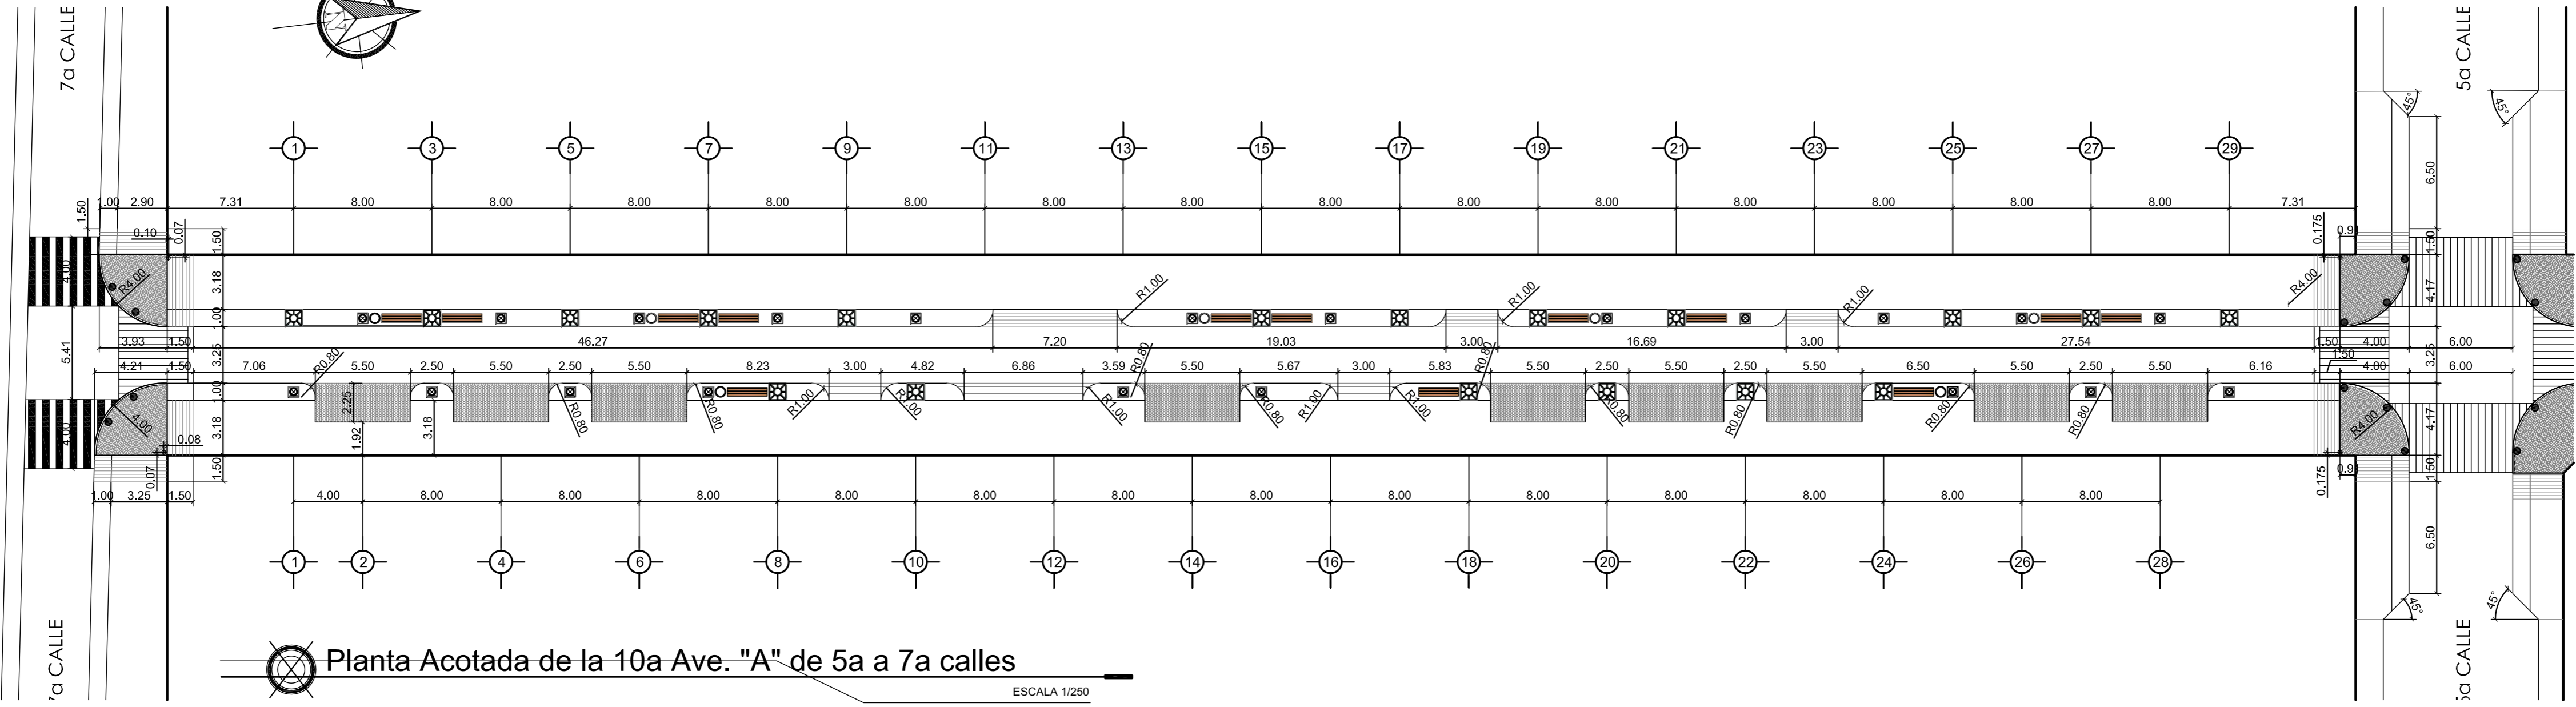 7a CALLE
5a CALLE
N
45°
45°
1 3 5 7 9 11 13 15 17 19 21 23 25 27 29
6.50
1.50 1.00 2.90 7.31 8.00 8.00 8.00 8.00 8.00 8.00 8.00 8.00 8.00 8.00 8.00 8.00 8.00 8.00 7.31
0.10 0.07 1.50 0.175 0.91 1.50
4.00 R4.00 3.18 R1.00 R1.00 R1.00 R4.00 4.17
1.00
3.93 1.50 46.27 7.20 19.03 3.00 16.69 3.00 27.54 1.50 4.00 6.00
5.41 3.25 R0.80 R0.80 R0.80 1.50 3.25
4.21 1.50 7.06 5.50 2.50 5.50 2.50 5.50 8.23 3.00 4.82 6.86 3.59 5.50 5.67 3.00 5.83 5.50 2.50 5.50 2.50 5.50 6.50 5.50 2.50 5.50 6.16 4.00 6.00
1.00 2.25 R0.80 R0.80 R1.00 R1.00 R1.00 R0.80 R1.00 R1.00 R0.80 R0.80 R0.80 R0.80
4.00 4.00 0.08 3.18 1.92 3.18 R4.00 4.17
0.07 1.50 0.175 0.91 1.50
1.00 3.25 1.50 4.00 8.00 8.00 8.00 8.00 8.00 8.00 8.00 8.00 8.00 8.00 8.00 8.00 8.00
6.50
1 2 4 6 8 10 12 14 16 18 20 22 24 26 28
45°
45°
7a CALLE
5a CALLE
Planta Acotada de la 10a Ave. "A" de 5a a 7a calles
ESCALA 1/250